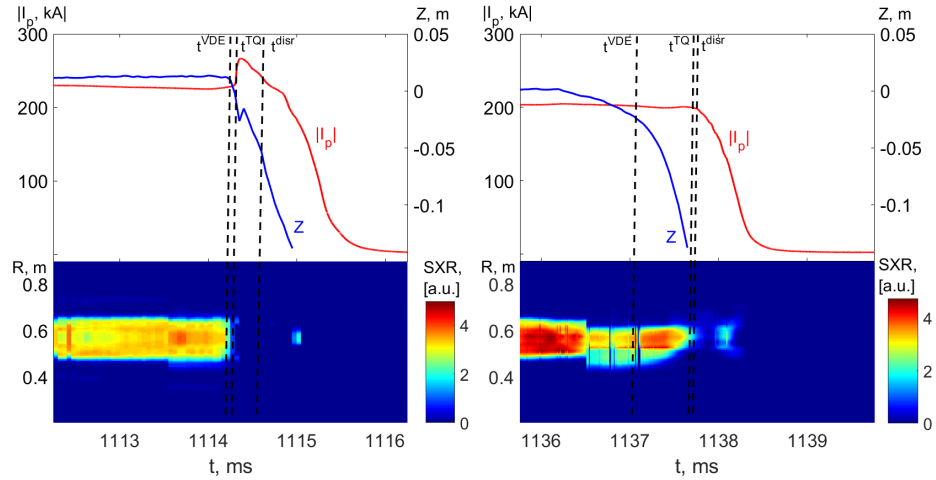 |I_p, kA|
Z, m
|I_p, kA|
Z, m
300
0.05
300
0.05
t^VDE
t^TQ
t^disr
t^VDE
t^TQ
t^disr
200
0
200
0
|I_p|
|I_p|
-0.05
-0.05
100
100
-0.1
-0.1
Z
Z
R, m
SXR,
[a.u.]
R, m
SXR,
[a.u.]
0.8
0.8
4
4
0.6
0.6
2
2
0.4
0.4
0
0
1113
1114
1115
1116
1136
1137
1138
1139
t, ms
t, ms